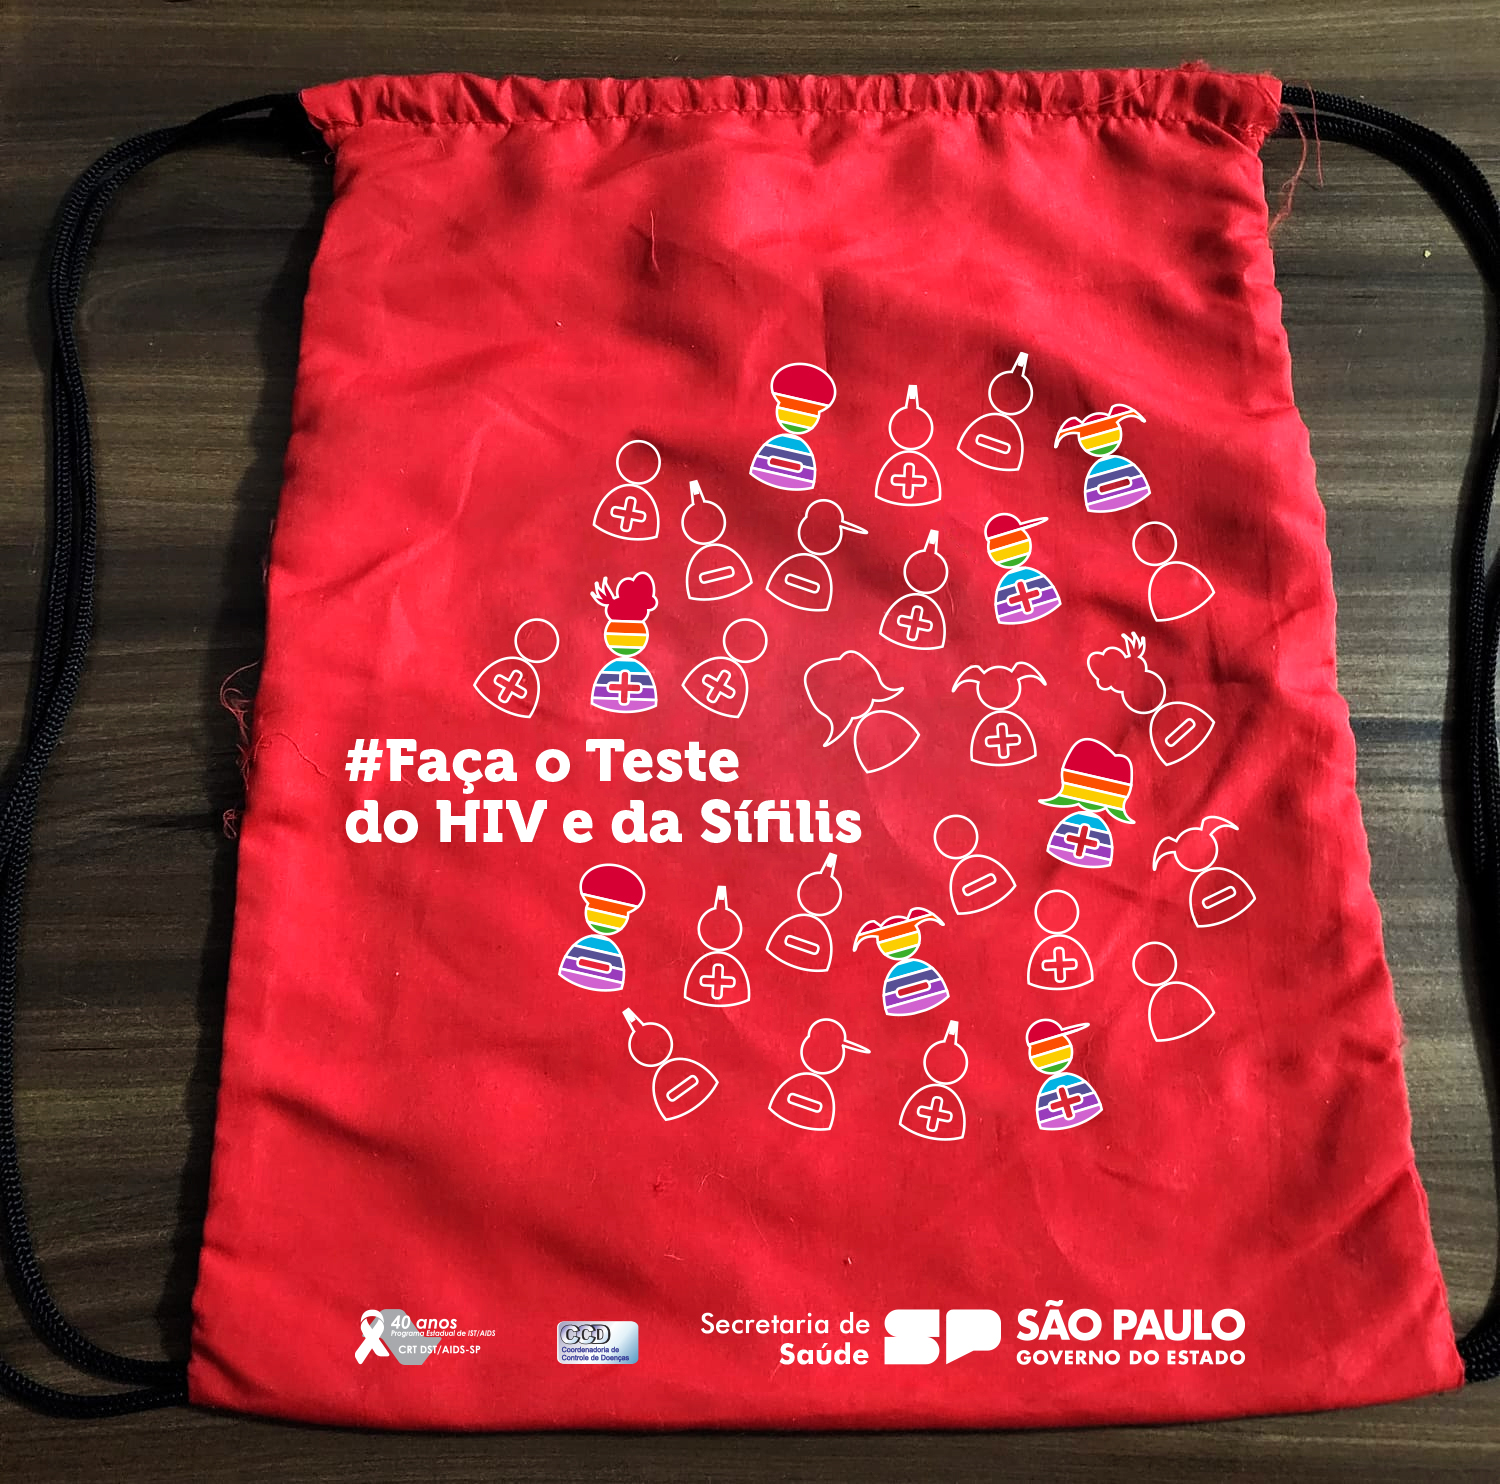 #Faça o Teste
do HIV e da Sífilis
40 anos
Programa Estadual de IST/AIDS
CRT DST/AIDS-SP
CCD
Coordenadoria de
Controle de Doenças
Secretaria de
Saúde
SP
SÃO PAULO
GOVERNO DO ESTADO